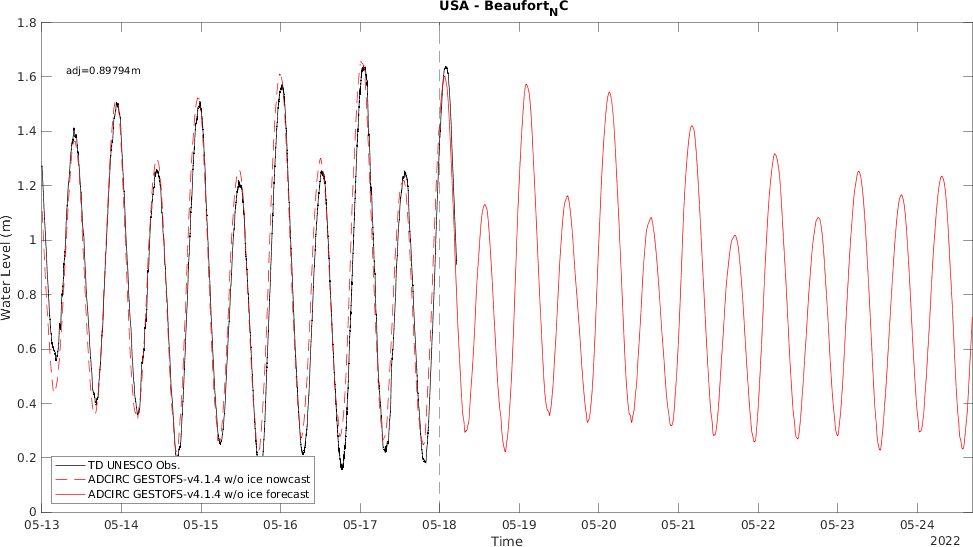 USA - Beaufort_NC
1.8
adj=0.89794m
1.6
1.4
1.2
1
0.8
0.6
0.4
0.2
0
Water Level (m)
TD UNESCO Obs.
ADCIRC GESTOFS-v4.1.4 w/o ice nowcast
ADCIRC GESTOFS-v4.1.4 w/o ice forecast
05-13 05-14 05-15 05-16 05-17 05-18 05-19 05-20 05-21 05-22 05-23 05-24
Time
2022